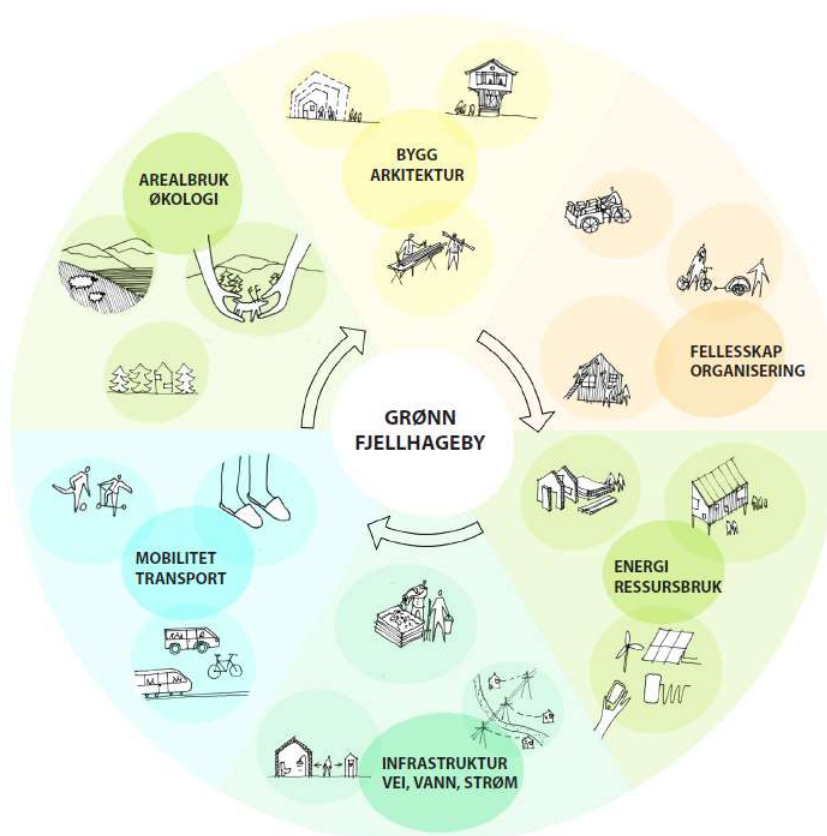 BYGG
ARKITEKTUR
AREALBRUK
ØKOLOGI
FELLESSKAP
ORGANISERING
GRØNN
FJELLHAGEBY
MOBILITET
TRANSPORT
ENERGI
RESSURSBRUK
INFRASTRUKTUR
VEI, VANN, STRØM